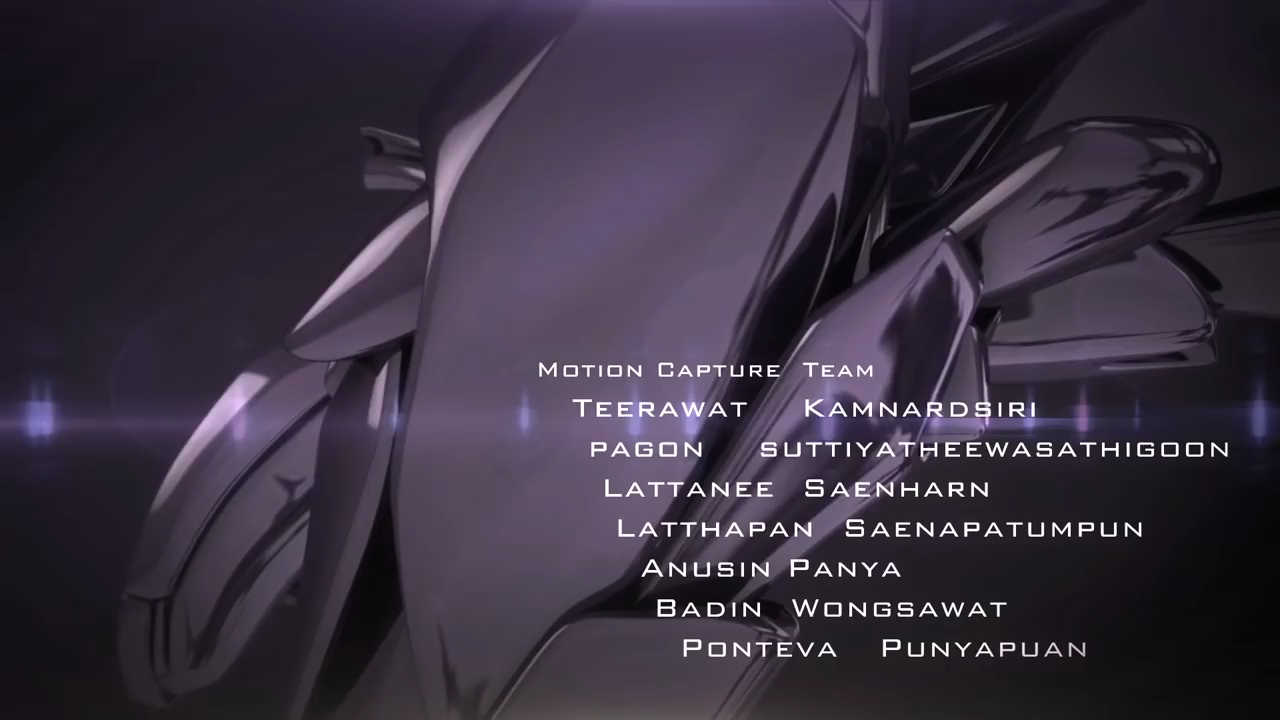 Motion Capture Team
Teerawat Kamnardsiri
pagon suttiyatheewasathigoon
Lattanee Saenharn
Latthapan Saenapatumpun
Anusin Panya
Badin Wongsawat
Ponteva Punyapuan